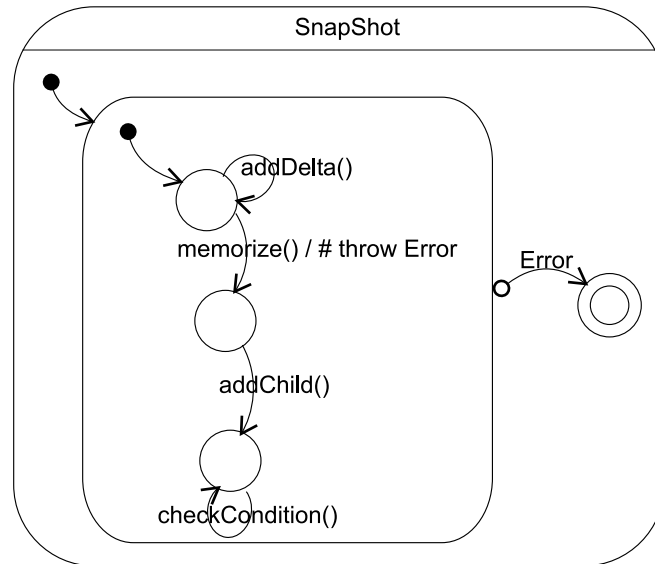 SnapShot
addDelta()
memorize() / # throw Error
Error
addChild()
checkCondition()